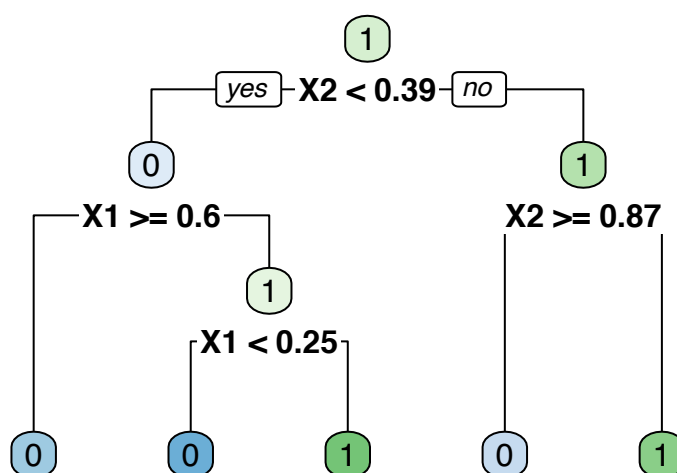 1
yes X2 < 0.39 no
0 1
X1 >= 0.6 X2 >= 0.87
1
X1 < 0.25
0 0 1 0 1